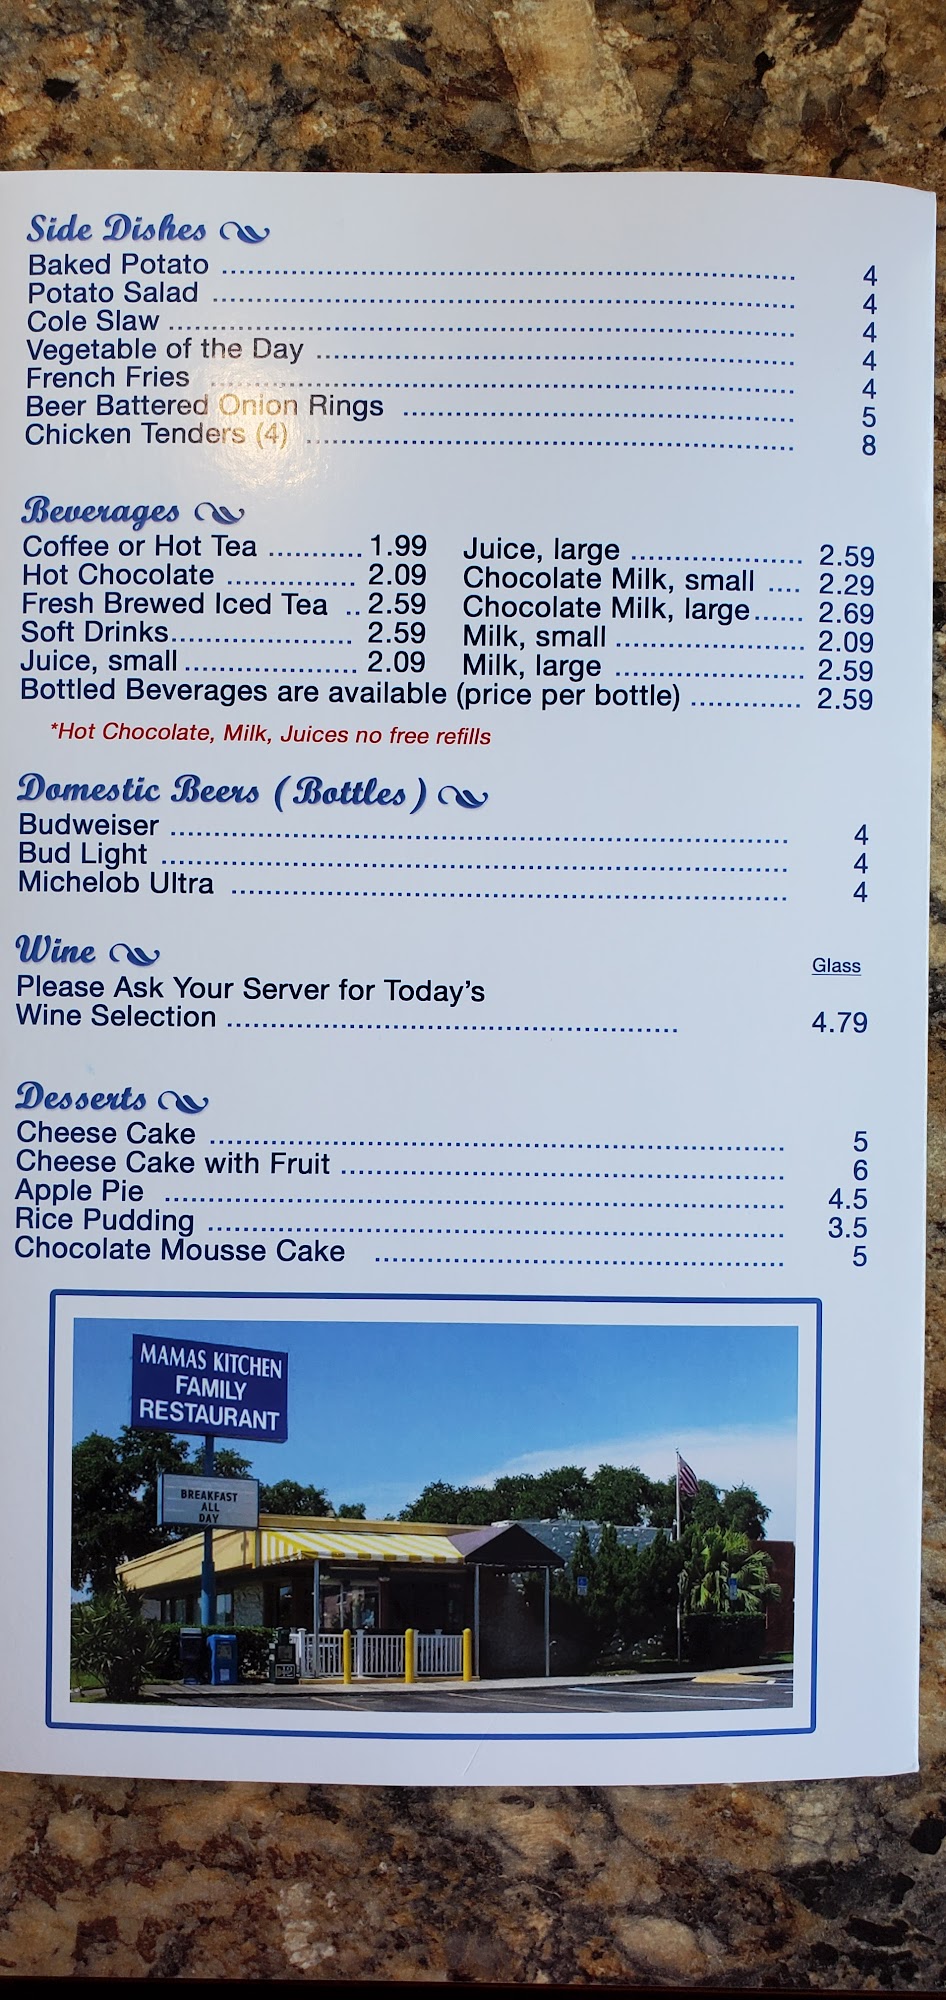 Side Dishes
Baked Potato ........ 4
Potato Salad ........ 4
Cole Slaw ........ 4
Vegetable of the Day ........ 4
French Fries ........ 4
Beer Battered Onion Rings ........ 5
Chicken Tenders (4) ........ 8
Beverages
Coffee or Hot Tea ........ 1.99
Hot Chocolate ........ 2.09
Fresh Brewed Iced Tea .. 2.59
Soft Drinks ........ 2.59
Juice, small ........ 2.09
Juice, large ........ 2.59
Chocolate Milk, small .... 2.29
Chocolate Milk, large ...... 2.69
Milk, small ........ 2.09
Milk, large ........ 2.59
Bottled Beverages are available (price per bottle) ........ 2.59
*Hot Chocolate, Milk, Juices no free refills
Domestic Beers (Bottles)
Budweiser ........ 4
Bud Light ........ 4
Michelob Ultra ........ 4
Wine
Glass
Please Ask Your Server for Today's
Wine Selection ........ 4.79
Desserts
Cheese Cake ........ 5
Cheese Cake with Fruit ........ 6
Apple Pie ........ 4.5
Rice Pudding ........ 3.5
Chocolate Mousse Cake ........ 5
MAMAS KITCHEN
FAMILY
RESTAURANT
BREAKFAST
ALL
DAY